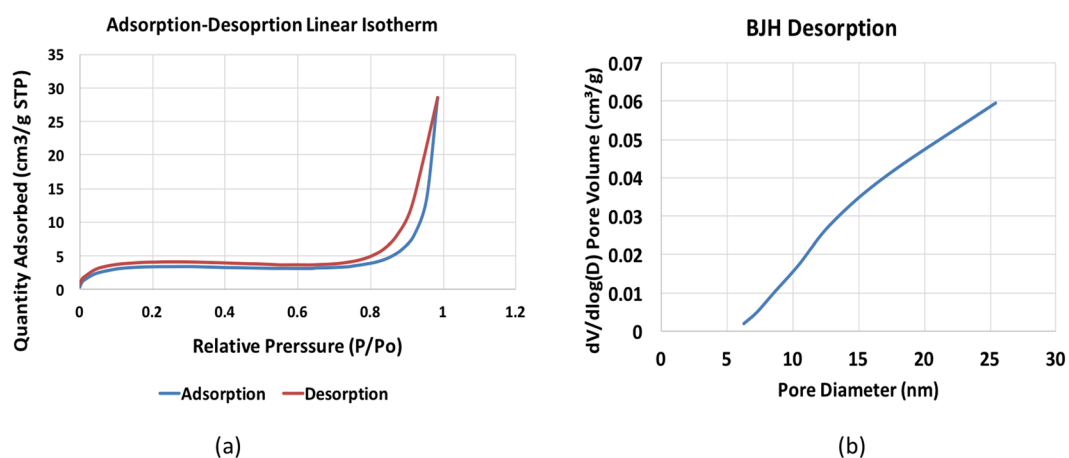 Adsorption-Desoprtion Linear Isotherm
Quantity Adsorbed (cm3/g STP)
35
30
25
20
15
10
5
0
0 0.2 0.4 0.6 0.8 1 1.2
Relative Prerssure (P/Po)
Adsorption Desorption
(a)
BJH Desorption
dV/dlog(D) Pore Volume (cm³/g)
0.07
0.06
0.05
0.04
0.03
0.02
0.01
0
0 5 10 15 20 25 30
Pore Diameter (nm)
(b)